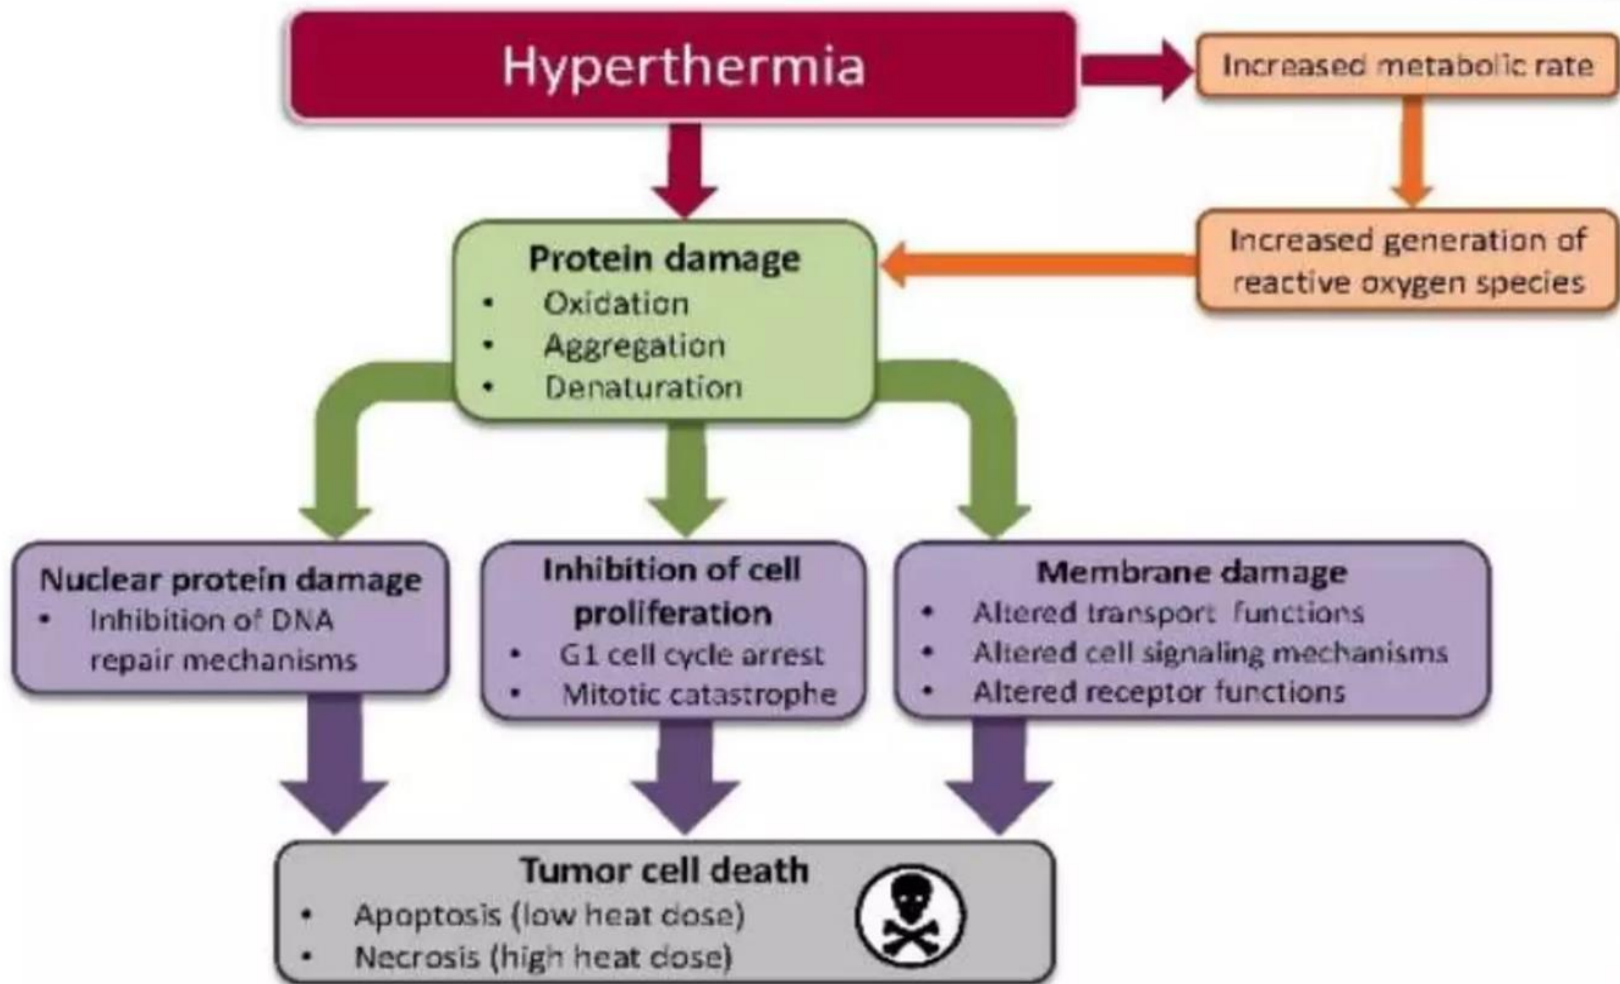 Hyperthermia
Increased metabolic rate
Increased generation of
reactive oxygen species
Protein damage
• Oxidation
• Aggregation
• Denaturation
Nuclear protein damage
• Inhibition of DNA
repair mechanisms
Inhibition of cell
proliferation
• G1 cell cycle arrest
• Mitotic catastrophe
Membrane damage
• Altered transport functions
• Altered cell signaling mechanisms
• Altered receptor functions
Tumor cell death
• Apoptosis (low heat dose)
• Necrosis (high heat dose)